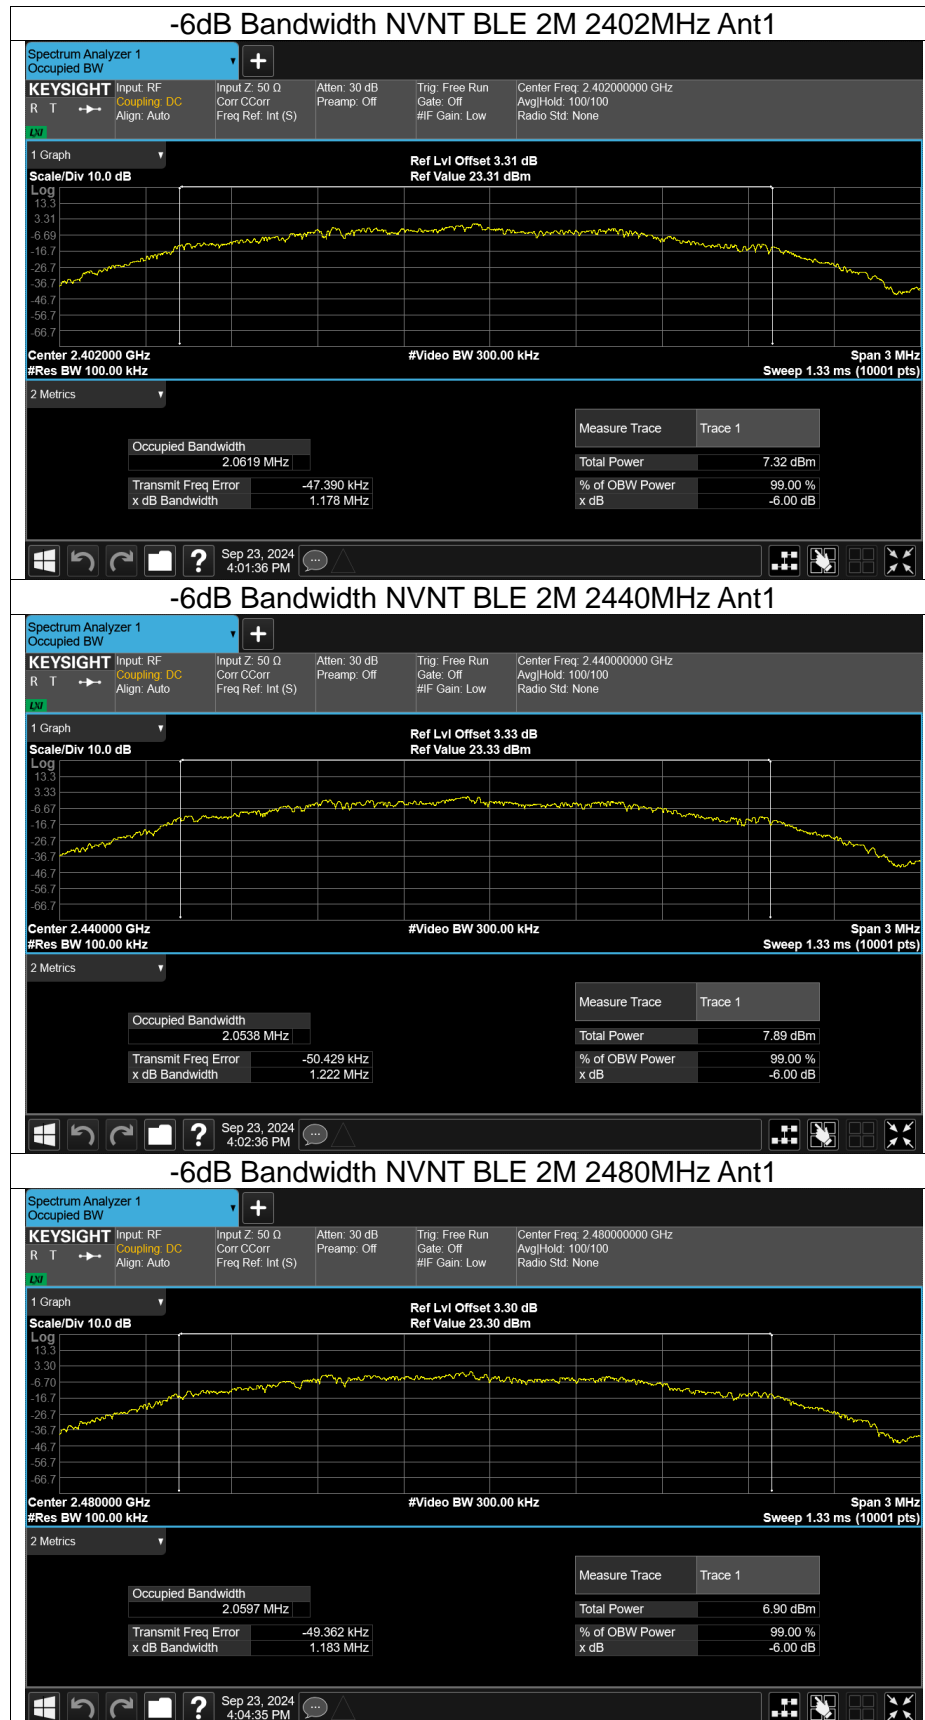 -6dB Bandwidth NVNT BLE 2M 2402MHz Ant1
Spectrum Analyzer 1
Occupied BW
+
KEYSIGHT Input: RF Input Z: 50 Ω Atten: 30 dB Trig: Free Run Center Freq: 2.402000000 GHz
R T Coupling: DC Corr CCorr Preamp: Off Gate: Off Avg|Hold: 100/100
Align: Auto Freq Ref: Int (S) #IF Gain: Low Radio Std: None
LXI
1 Graph Ref Lvl Offset 3.31 dB
Scale/Div 10.0 dB Ref Value 23.31 dBm
Log
13.3
3.31
-6.69
-16.7
-26.7
-36.7
-46.7
-56.7
-66.7
Center 2.402000 GHz #Video BW 300.00 kHz Span 3 MHz
#Res BW 100.00 kHz Sweep 1.33 ms (10001 pts)
2 Metrics
Measure Trace Trace 1
Occupied Bandwidth
2.0619 MHz Total Power 7.32 dBm
Transmit Freq Error -47.390 kHz % of OBW Power 99.00 %
x dB Bandwidth 1.178 MHz x dB -6.00 dB
? Sep 23, 2024
4:01:36 PM
-6dB Bandwidth NVNT BLE 2M 2440MHz Ant1
Spectrum Analyzer 1
Occupied BW
+
KEYSIGHT Input: RF Input Z: 50 Ω Atten: 30 dB Trig: Free Run Center Freq: 2.440000000 GHz
R T Coupling: DC Corr CCorr Preamp: Off Gate: Off Avg|Hold: 100/100
Align: Auto Freq Ref: Int (S) #IF Gain: Low Radio Std: None
LXI
1 Graph Ref Lvl Offset 3.33 dB
Scale/Div 10.0 dB Ref Value 23.33 dBm
Log
13.3
3.33
-6.67
-16.7
-26.7
-36.7
-46.7
-56.7
-66.7
Center 2.440000 GHz #Video BW 300.00 kHz Span 3 MHz
#Res BW 100.00 kHz Sweep 1.33 ms (10001 pts)
2 Metrics
Measure Trace Trace 1
Occupied Bandwidth
2.0538 MHz Total Power 7.89 dBm
Transmit Freq Error -50.429 kHz % of OBW Power 99.00 %
x dB Bandwidth 1.222 MHz x dB -6.00 dB
? Sep 23, 2024
4:02:36 PM
-6dB Bandwidth NVNT BLE 2M 2480MHz Ant1
Spectrum Analyzer 1
Occupied BW
+
KEYSIGHT Input: RF Input Z: 50 Ω Atten: 30 dB Trig: Free Run Center Freq: 2.480000000 GHz
R T Coupling: DC Corr CCorr Preamp: Off Gate: Off Avg|Hold: 100/100
Align: Auto Freq Ref: Int (S) #IF Gain: Low Radio Std: None
LXI
1 Graph Ref Lvl Offset 3.30 dB
Scale/Div 10.0 dB Ref Value 23.30 dBm
Log
13.3
3.30
-6.70
-16.7
-26.7
-36.7
-46.7
-56.7
-66.7
Center 2.480000 GHz #Video BW 300.00 kHz Span 3 MHz
#Res BW 100.00 kHz Sweep 1.33 ms (10001 pts)
2 Metrics
Measure Trace Trace 1
Occupied Bandwidth
2.0597 MHz Total Power 6.90 dBm
Transmit Freq Error -49.362 kHz % of OBW Power 99.00 %
x dB Bandwidth 1.183 MHz x dB -6.00 dB
? Sep 23, 2024
4:04:35 PM